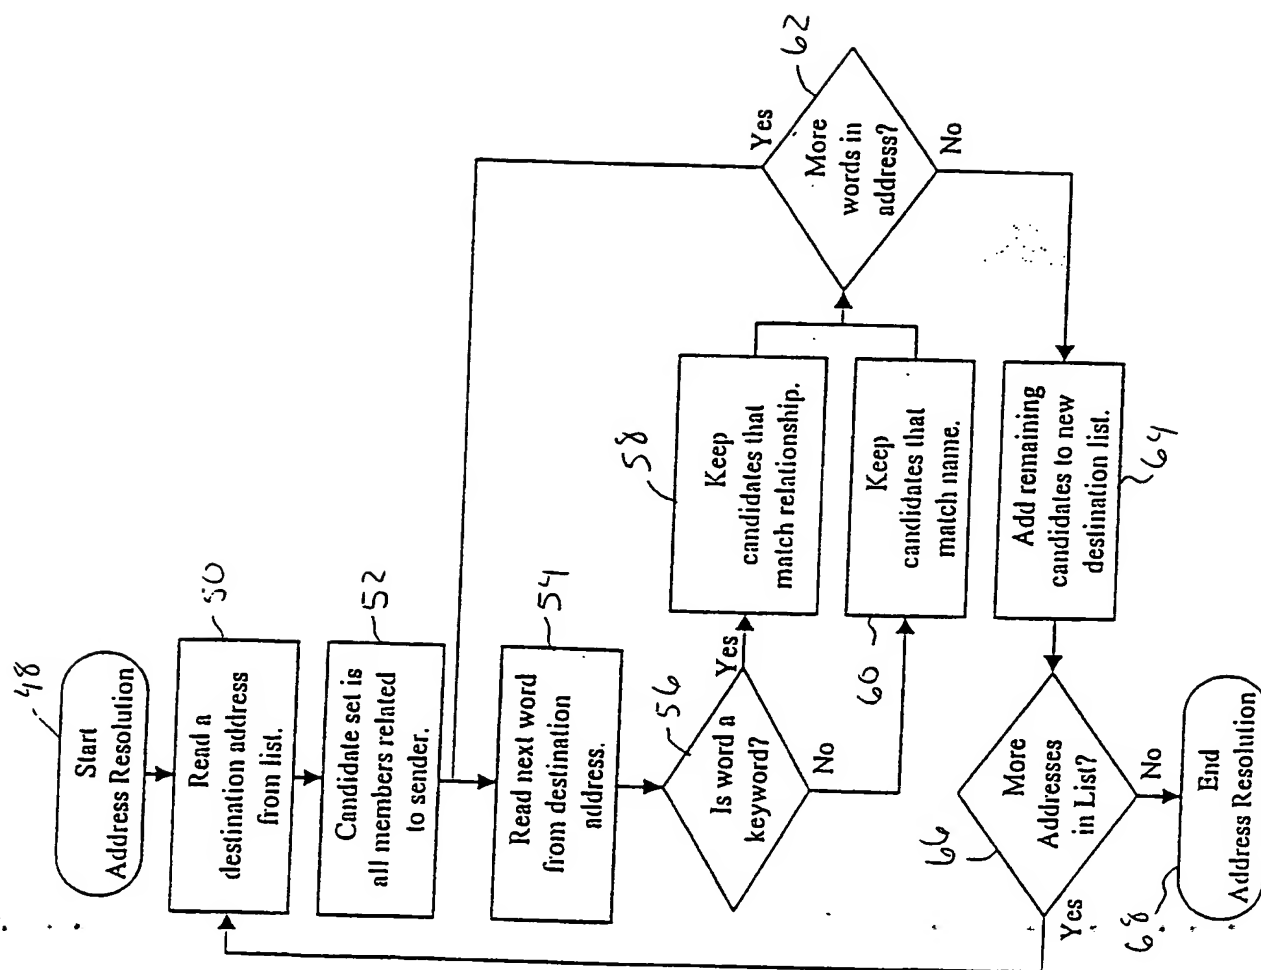 48
Start
Address Resolution
50
Read a
destination address
from list.
52
Candidate set is
all members related
to sender.
54
Read next word
from destination
address.
56
Is word a
keyword?
Yes
No
58
Keep
candidates that
match relationship.
60
Keep
candidates that
match name.
62
More
words in
address?
Yes
No
64
Add remaining
candidates to new
destination list.
66
More
Addresses
in List?
Yes
No
68
End
Address Resolution